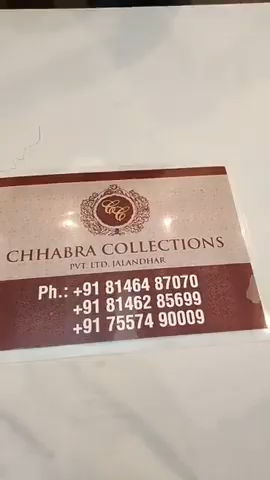 CC
CHHABRA COLLECTIONS
PVT. LTD. JALANDHAR
Ph.: +91 81464 87070
+91 81462 85699
+91 75574 90009